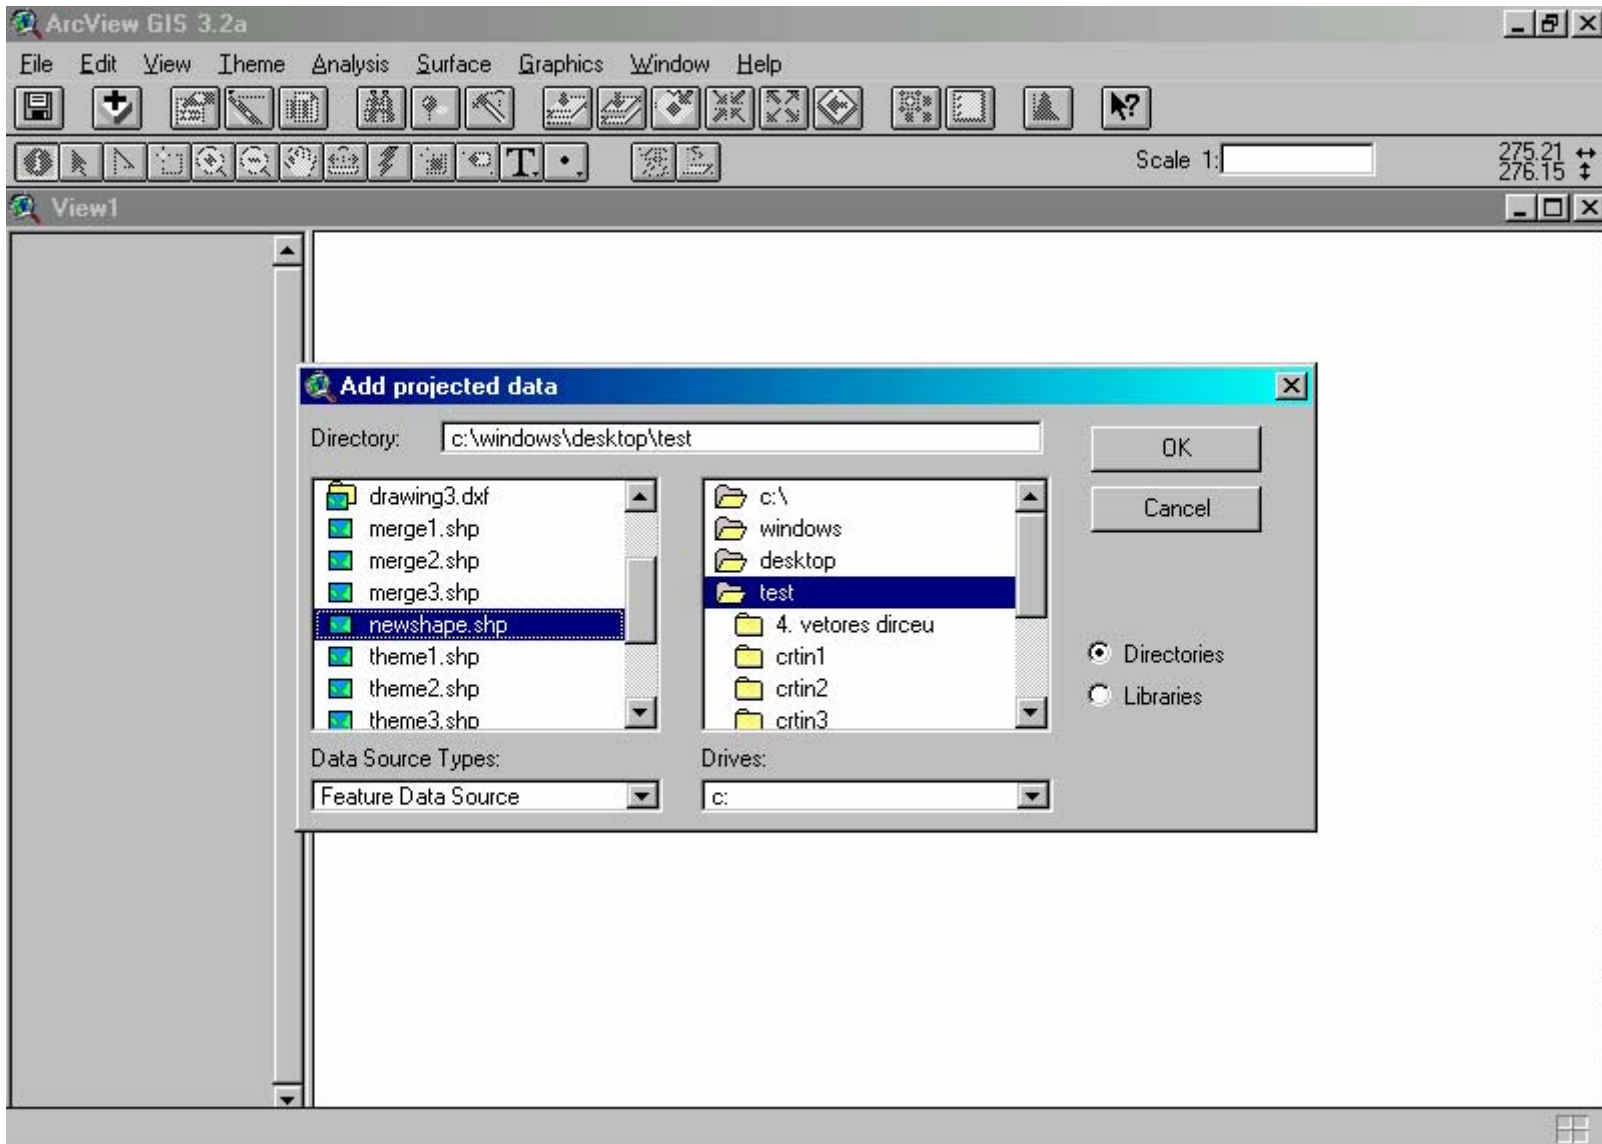 ArcView GIS 3.2a
File Edit View Theme Analysis Surface Graphics Window Help
T
Scale 1:
275.21
276.15
View1
Add projected data
Directory: c:\windows\desktop\test
OK
Cancel
drawing3.dxf
merge1.shp
merge2.shp
merge3.shp
newshape.shp
theme1.shp
theme2.shp
theme3.shp
c:\
windows
desktop
test
4. vetores dirceu
crtin1
crtin2
crtin3
Directories
Libraries
Data Source Types:
Feature Data Source
Drives:
c: